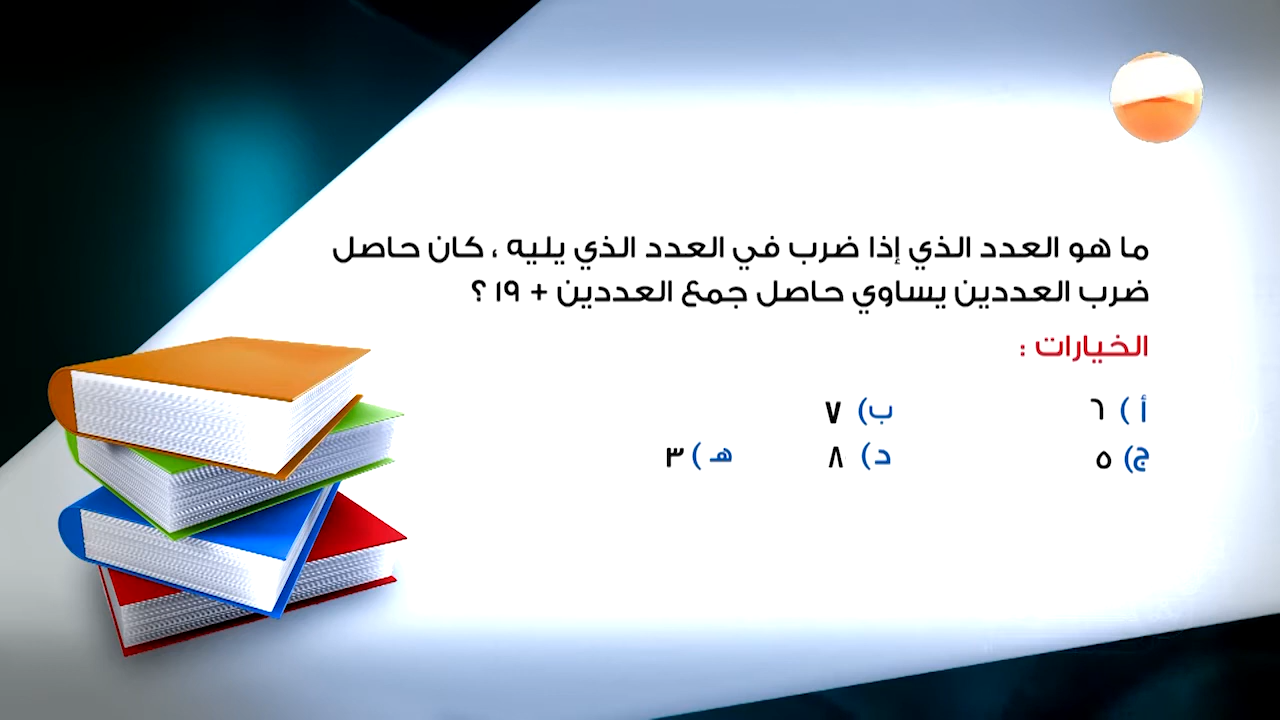 ما هو العدد الذي إذا ضرب في العدد الذي يليه ، كان حاصل
ضرب العددين يساوي حاصل جمع العددين + ١٩ ؟
الخيارات :
أ ) ٦ ب) ٧
ج) ٥ د ) ٨ هـ ) ٣